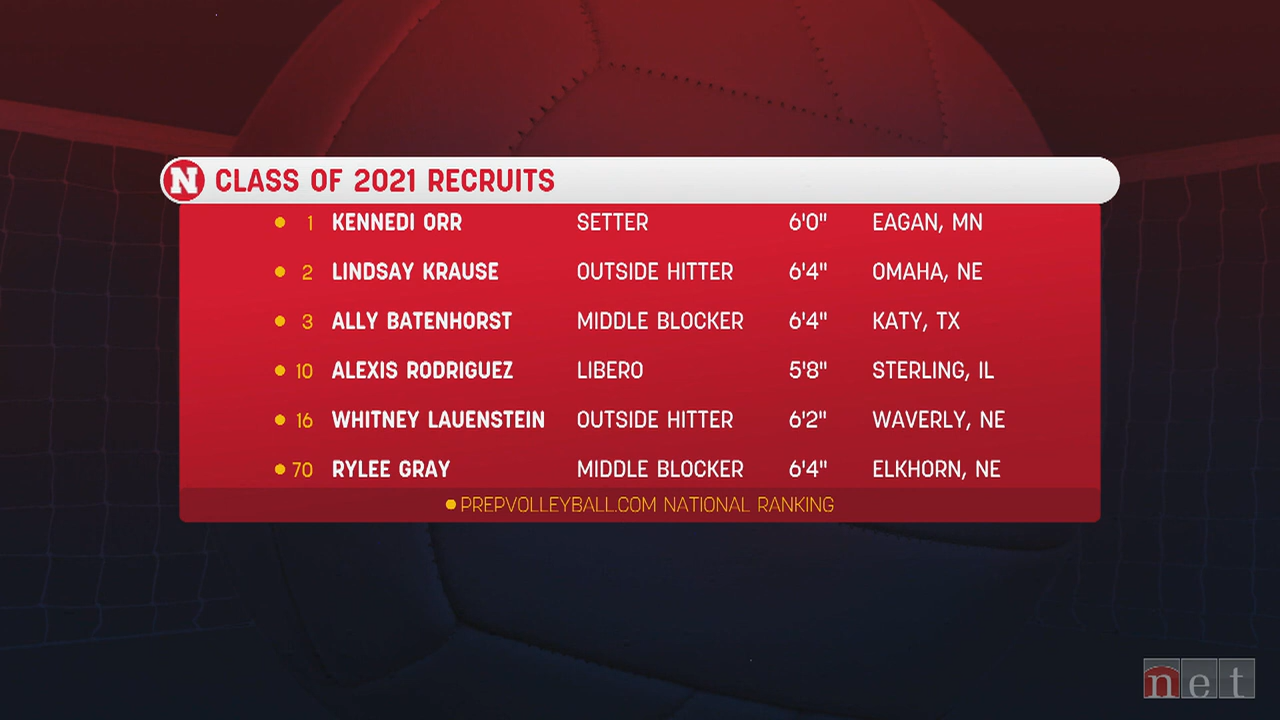 N CLASS OF 2021 RECRUITS
1 KENNEDI ORR SETTER 6'0" EAGAN, MN
2 LINDSAY KRAUSE OUTSIDE HITTER 6'4" OMAHA, NE
3 ALLY BATENHORST MIDDLE BLOCKER 6'4" KATY, TX
10 ALEXIS RODRIGUEZ LIBERO 5'8" STERLING, IL
16 WHITNEY LAUENSTEIN OUTSIDE HITTER 6'2" WAVERLY, NE
70 RYLEE GRAY MIDDLE BLOCKER 6'4" ELKHORN, NE
PREPVOLLEYBALL.COM NATIONAL RANKING
net